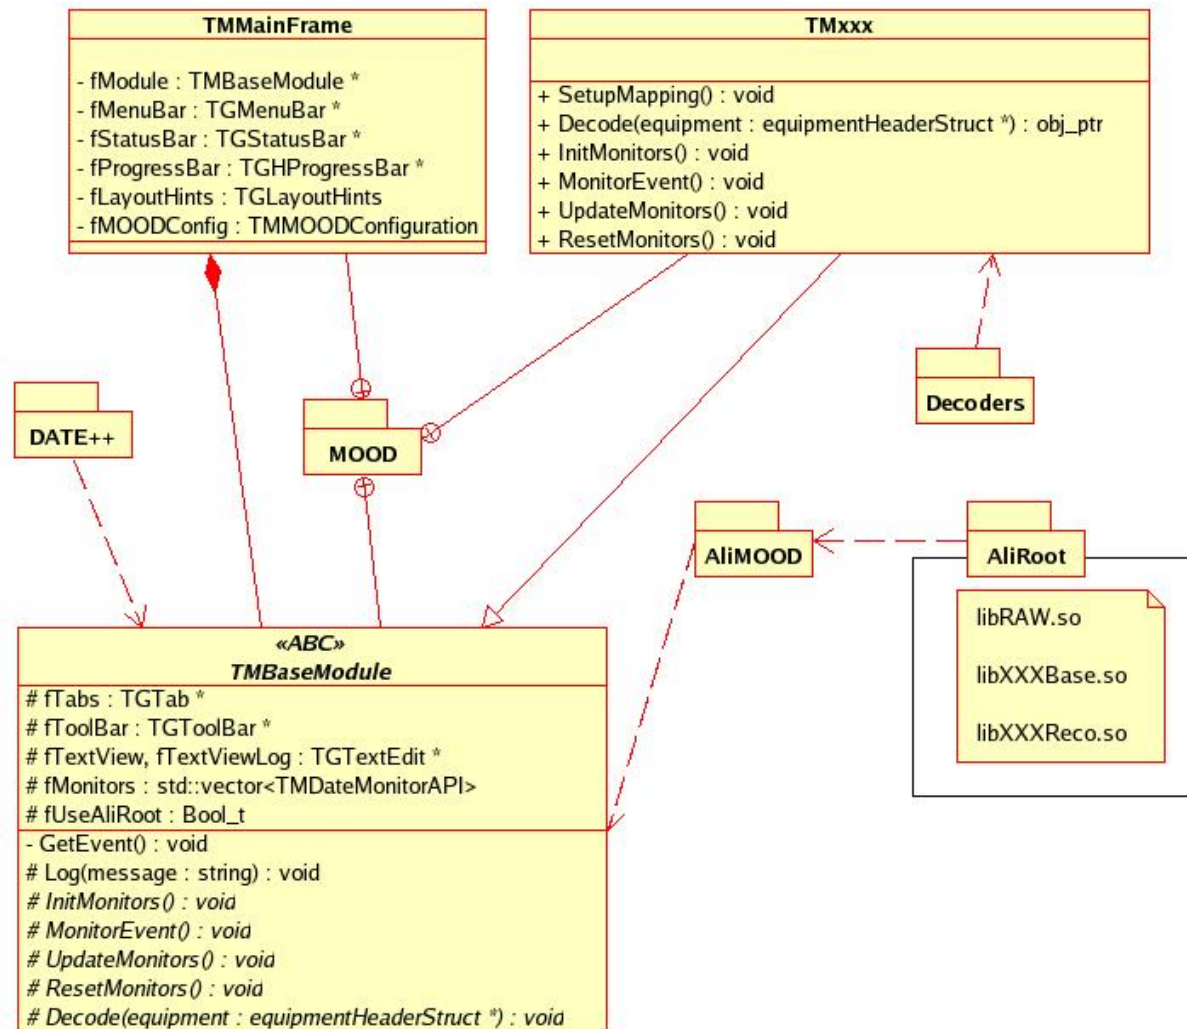 TMMainFrame
- fModule : TMBaseModule *
- fMenuBar : TGMenuBar *
- fStatusBar : TGStatusBar *
- fProgressBar : TGHProgressBar *
- fLayoutHints : TGLayoutHints
- fMOODConfig : TMMOODConfiguration
TMxxx
+ SetupMapping() : void
+ Decode(equipment : equipmentHeaderStruct *) : obj_ptr
+ InitMonitors() : void
+ MonitorEvent() : void
+ UpdateMonitors() : void
+ ResetMonitors() : void
DATE++
MOOD
Decoders
AliMOOD
AliRoot
libRAW.so
libXXXBase.so
libXXXReco.so
«ABC»
TMBaseModule
# fTabs : TGTab *
# fToolBar : TGToolBar *
# fTextView, fTextViewLog : TGTextEdit *
# fMonitors : std::vector<TMDateMonitorAPI>
# fUseAliRoot : Bool_t
- GetEvent() : void
# Log(message : string) : void
# InitMonitors() : void
# MonitorEvent() : void
# UpdateMonitors() : void
# ResetMonitors() : void
# Decode(equipment : equipmentHeaderStruct *) : void